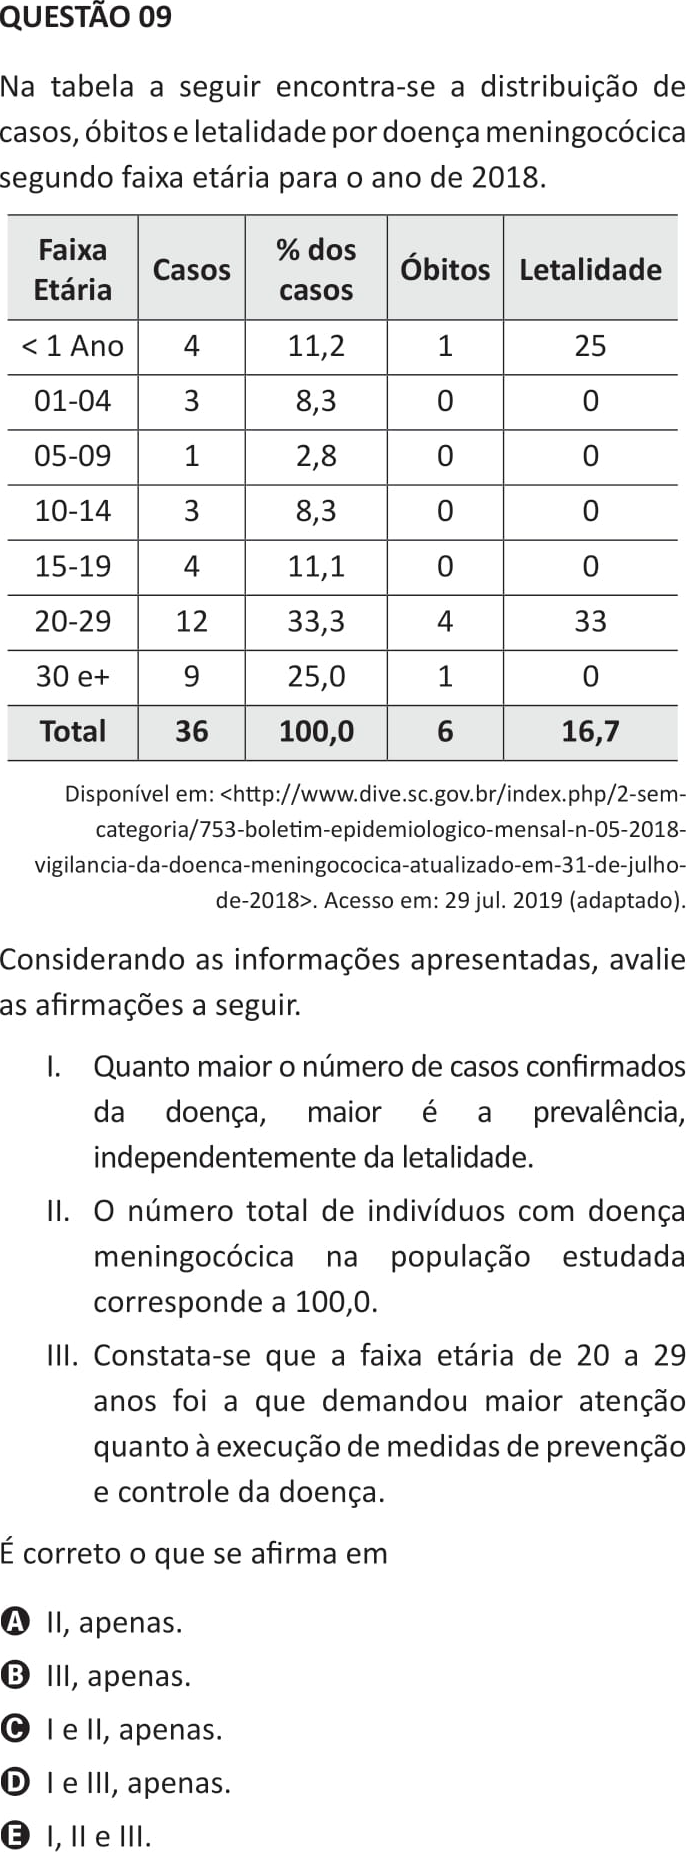 QUESTÃO 09
Na tabela a seguir encontra-se a distribuição de
casos, óbitos e letalidade por doença meningocócica
segundo faixa etária para o ano de 2018.
Faixa Etária Casos % dos casos Óbitos Letalidade
< 1 Ano 4 11,2 1 25
01-04 3 8,3 0 0
05-09 1 2,8 0 0
10-14 3 8,3 0 0
15-19 4 11,1 0 0
20-29 12 33,3 4 33
30 e+ 9 25,0 1 0
Total 36 100,0 6 16,7
Disponível em: <http://www.dive.sc.gov.br/index.php/2-sem-
categoria/753-boletim-epidemiologico-mensal-n-05-2018-
vigilancia-da-doenca-meningococica-atualizado-em-31-de-julho-
de-2018>. Acesso em: 29 jul. 2019 (adaptado).
Considerando as informações apresentadas, avalie
as afirmações a seguir.
I. Quanto maior o número de casos confirmados
da doença, maior é a prevalência,
independentemente da letalidade.
II. O número total de indivíduos com doença
meningocócica na população estudada
corresponde a 100,0.
III. Constata-se que a faixa etária de 20 a 29
anos foi a que demandou maior atenção
quanto à execução de medidas de prevenção
e controle da doença.
É correto o que se afirma em
A II, apenas.
B III, apenas.
C I e II, apenas.
D I e III, apenas.
E I, II e III.